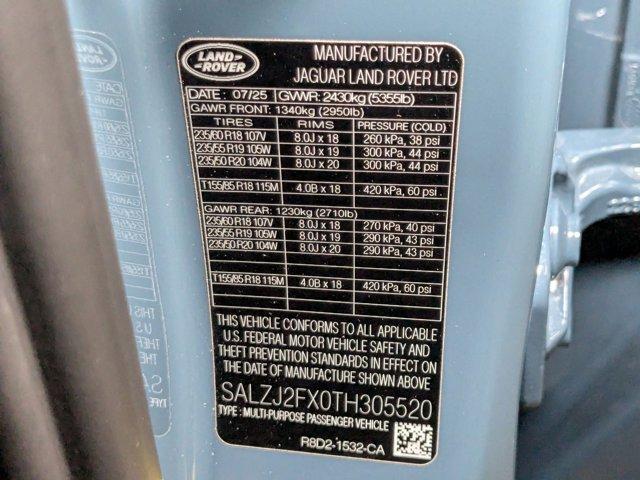 LAND
ROVER
MANUFACTURED BY
JAGUAR LAND ROVER LTD
DATE : 07/25 GVWR: 2430kg (5355lb)
GAWR FRONT: 1340kg (2950lb)
TIRES RIMS PRESSURE (COLD)
235/60 R18 107V 8.0J x 18 260 kPa, 38 psi
235/55 R19 105W 8.0J x 19 300 kPa, 44 psi
235/50 R20 104W 8.0J x 20 300 kPa, 44 psi
T155/85 R18 115M 4.0B x 18 420 kPa, 60 psi
GAWR REAR: 1230kg (2710lb)
235/60 R18 107V 8.0J x 18 270 kPa, 40 psi
235/55 R19 105W 8.0J x 19 290 kPa, 43 psi
235/50 R20 104W 8.0J x 20 290 kPa, 43 psi
T155/85 R18 115M 4.0B x 18 420 kPa, 60 psi
THIS VEHICLE CONFORMS TO ALL APPLICABLE
U.S. FEDERAL MOTOR VEHICLE SAFETY AND
THEFT PREVENTION STANDARDS IN EFFECT ON
THE DATE OF MANUFACTURE SHOWN ABOVE.
SALZJ2FX0TH305520
TYPE : MULTI-PURPOSE PASSENGER VEHICLE
R8D2-1532-CA